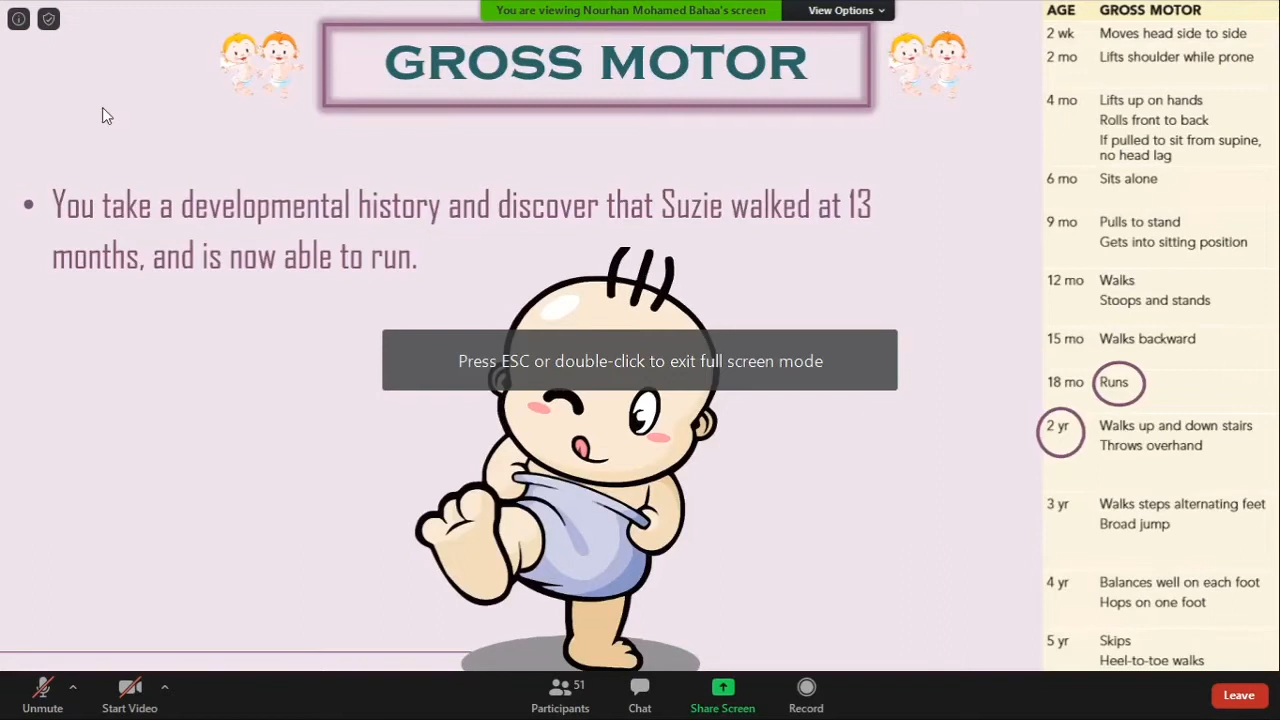 You are viewing Nourhan Mohamed Bahaa's screen
View Options
GROSS MOTOR
• You take a developmental history and discover that Suzie walked at 13
months, and is now able to run.
Press ESC or double-click to exit full screen mode
AGE GROSS MOTOR
2 wk Moves head side to side
2 mo Lifts shoulder while prone
4 mo Lifts up on hands
Rolls front to back
If pulled to sit from supine,
no head lag
6 mo Sits alone
9 mo Pulls to stand
Gets into sitting position
12 mo Walks
Stoops and stands
15 mo Walks backward
18 mo Runs
2 yr Walks up and down stairs
Throws overhand
3 yr Walks steps alternating feet
Broad jump
4 yr Balances well on each foot
Hops on one foot
5 yr Skips
Heel-to-toe walks
Unmute
Start Video
51
Participants
Chat
Share Screen
Record
Leave